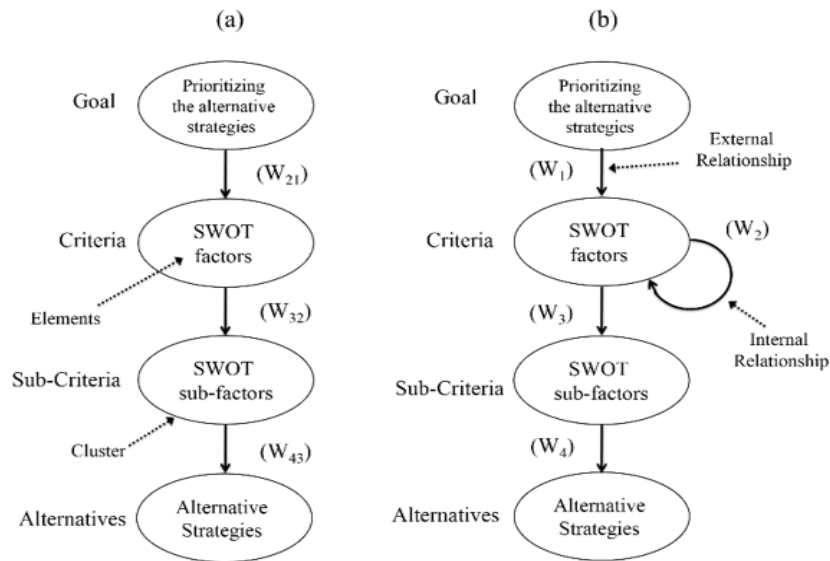 (a)
Goal
Prioritizing
the alternative
strategies
(W21)
Criteria
SWOT
factors
Elements
(W32)
Sub-Criteria
SWOT
sub-factors
Cluster
(W43)
Alternatives
Alternative
Strategies
(b)
Goal
Prioritizing
the alternative
strategies
External
Relationship
(W1)
Criteria
SWOT
factors
(W2)
(W3)
Internal
Relationship
Sub-Criteria
SWOT
sub-factors
(W4)
Alternatives
Alternative
Strategies